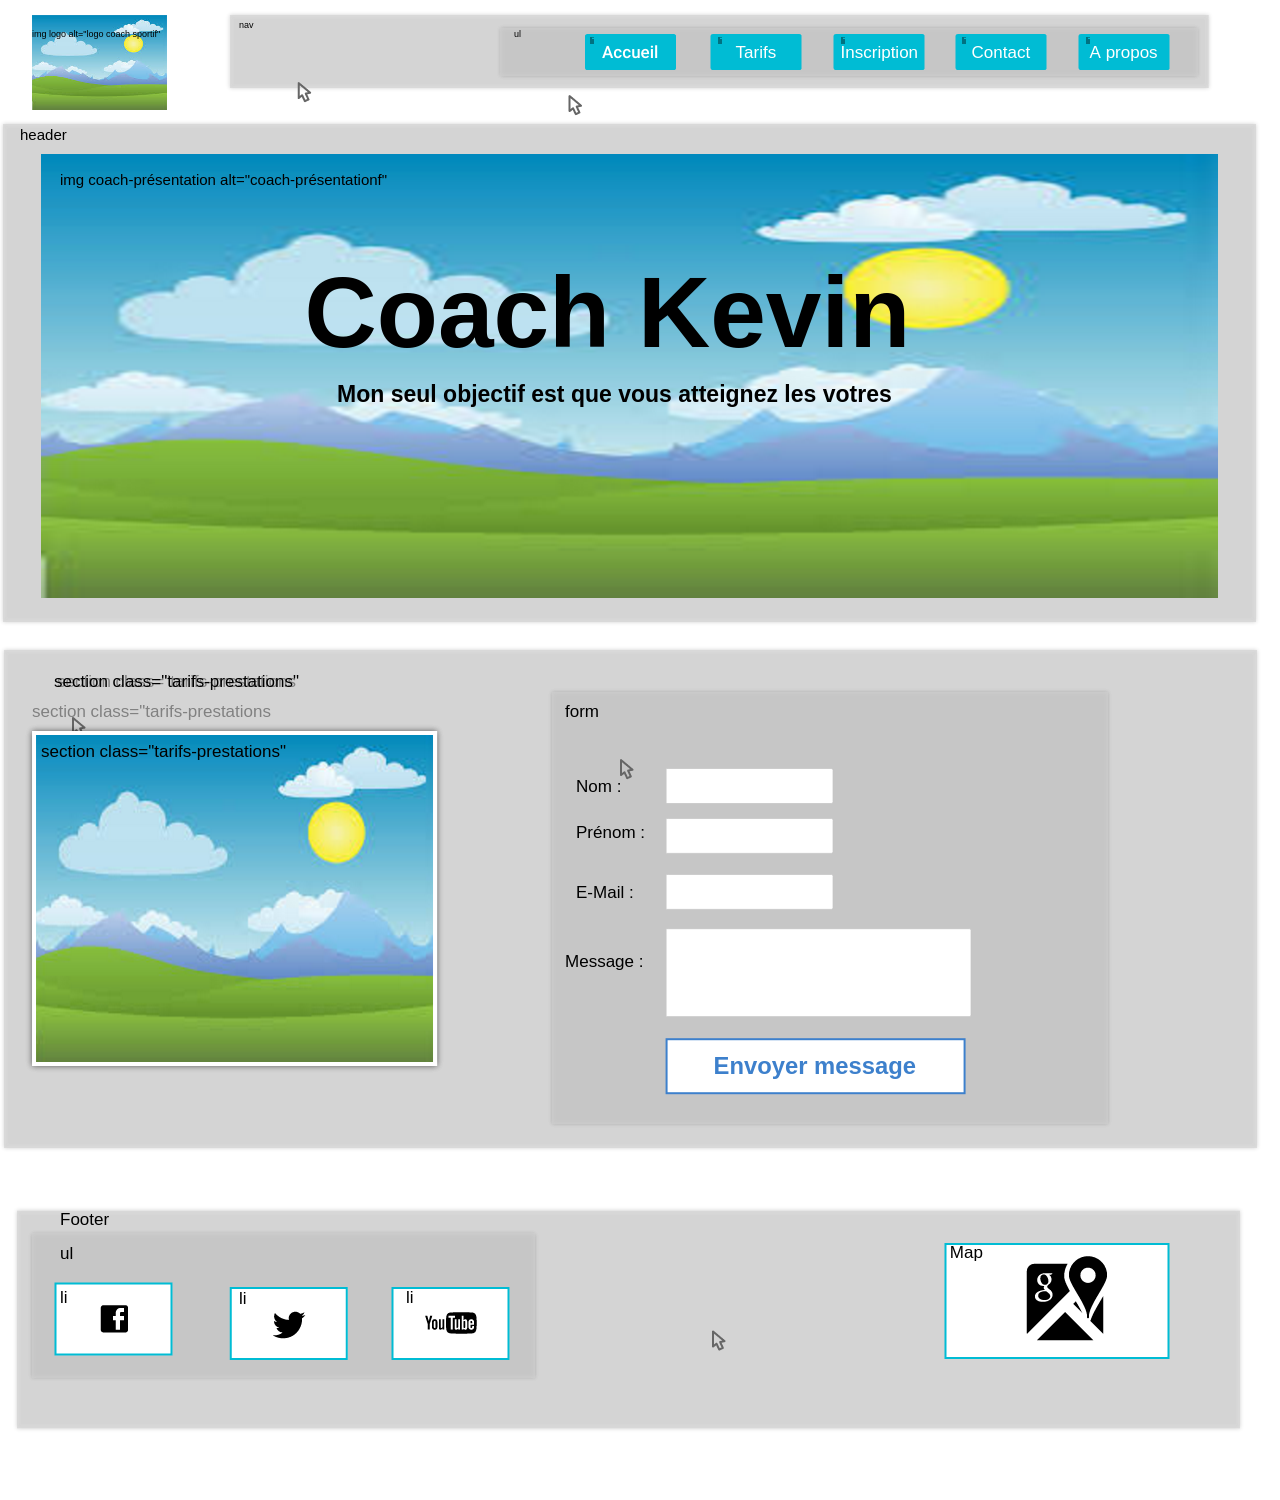 img logo alt="logo coach sportif"
nav
ul
li
Accueil
li
Tarifs
li
Inscription
li
Contact
li
A propos
header
img coach-présentation alt="coach-présentationf"
Coach Kevin
Mon seul objectif est que vous atteignez les votres
section class="tarifs-prestations"
section class="tarifs-prestations
section class="tarifs-prestations"
form
Nom :
Prénom :
E-Mail :
Message :
Envoyer message
Footer
ul
li
li
li
You Tube
Map
g